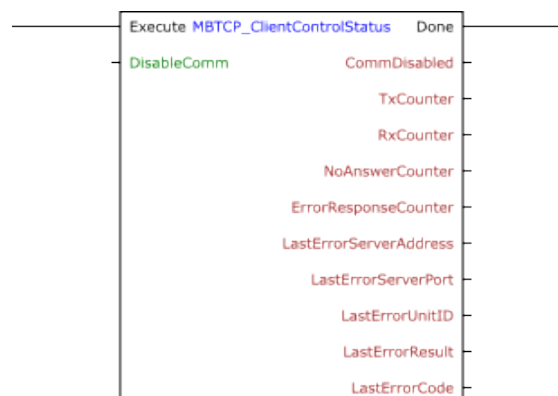 Execute MBTCP_ClientControlStatus Done
DisableComm CommDisabled
TxCounter
RxCounter
NoAnswerCounter
ErrorResponseCounter
LastErrorServerAddress
LastErrorServerPort
LastErrorUnitID
LastErrorResult
LastErrorCode